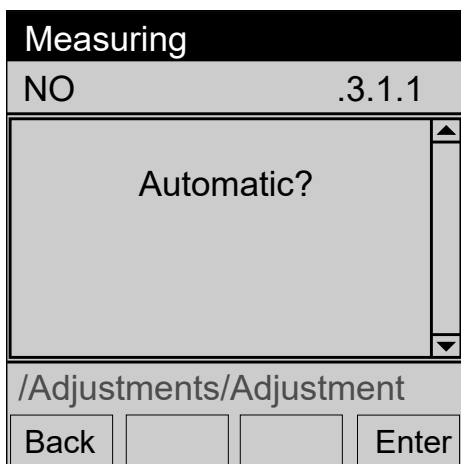 Measuring
NO .3.1.1
Automatic?
/Adjustments/Adjustment
Back Enter